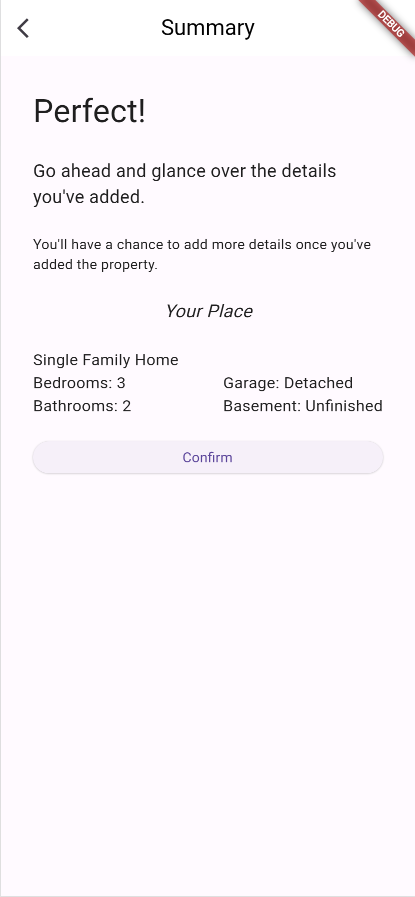 Summary
DEBUG
Perfect!
Go ahead and glance over the details
you've added.
You'll have a chance to add more details once you've
added the property.
Your Place
Single Family Home
Bedrooms: 3
Garage: Detached
Bathrooms: 2
Basement: Unfinished
Confirm